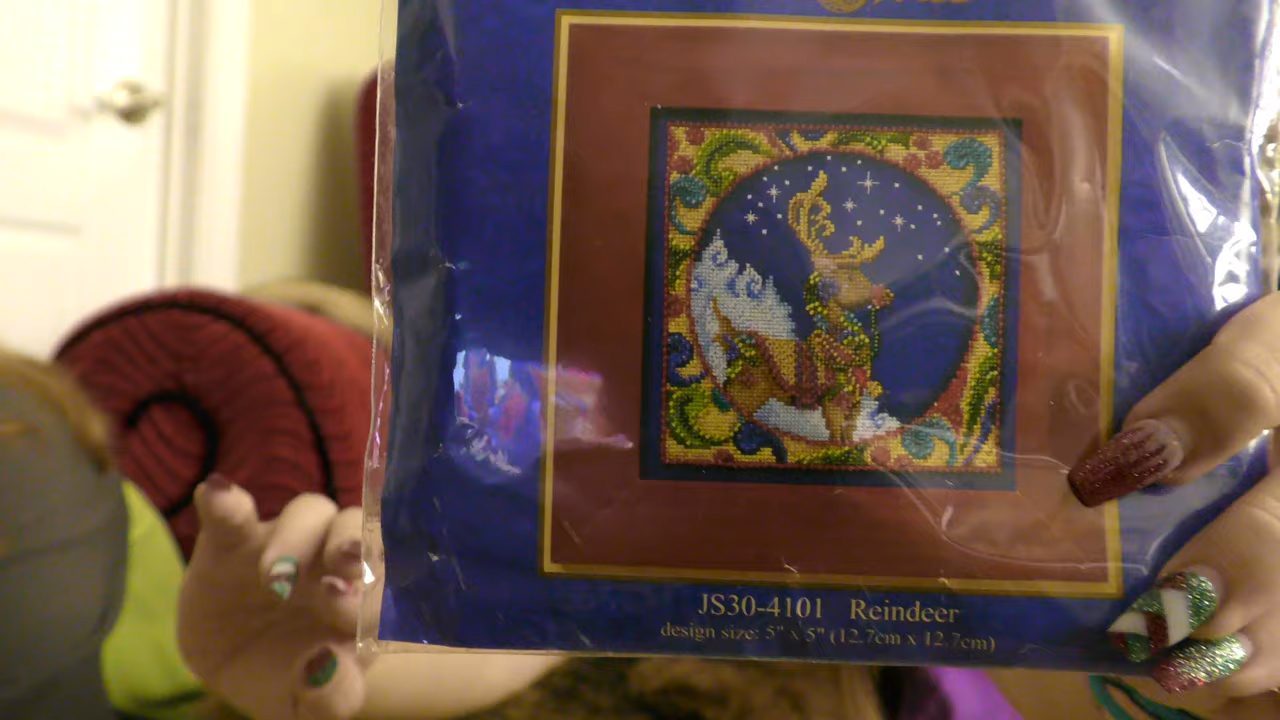 JS30-4101 Reindeer
design size: 5" x 5" (12.7cm x 12.7cm)